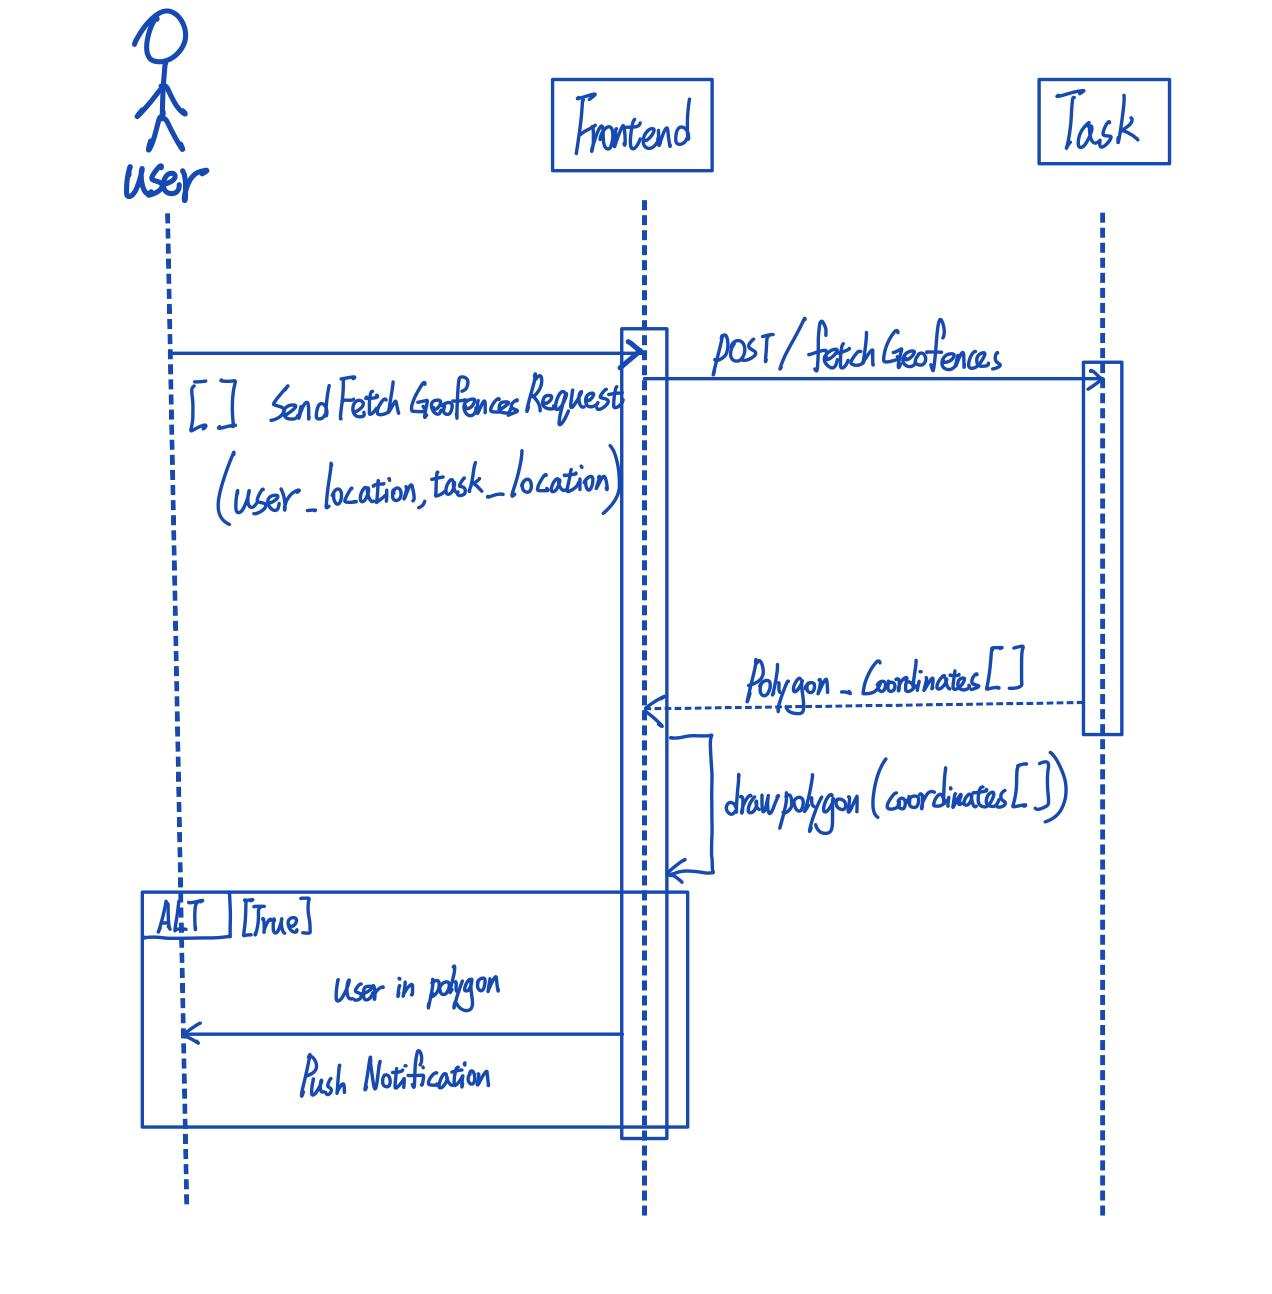 User
Frontend
Task
POST /fetchGeofences
[ ] SendFetchGeofencesRequest
(user_location, task_location)
Polygon_Coordinates[]
drawpolygon(coordinates[])
ALT [True]
User in polygon
Push Notification